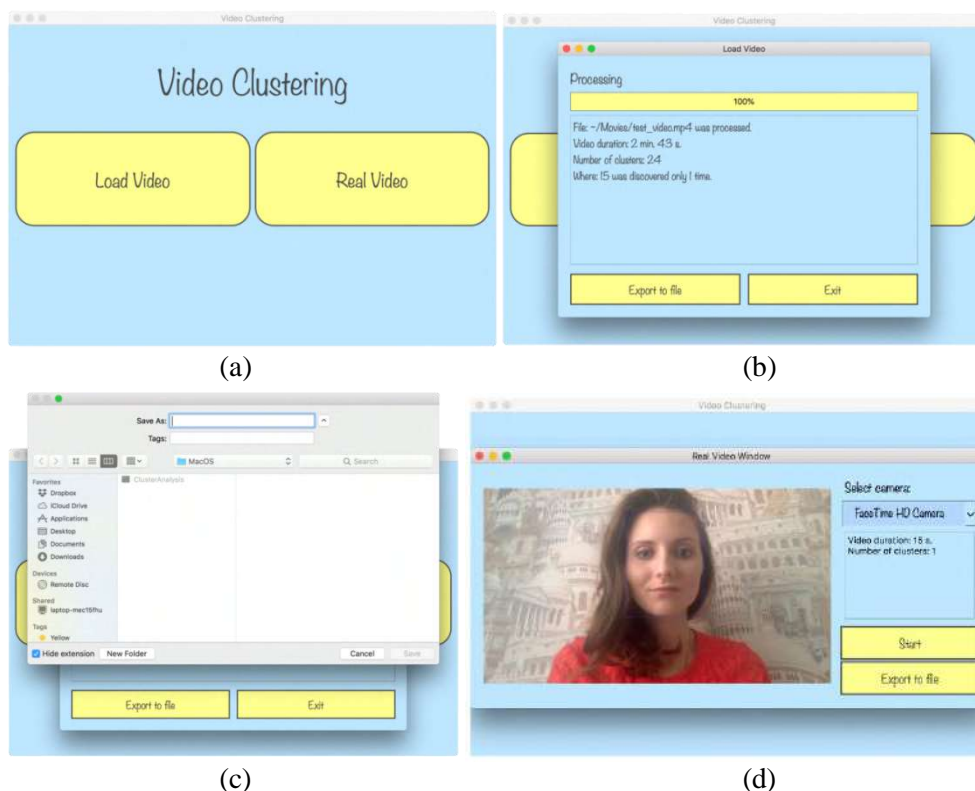 Video Clustering
Video Clustering
Load Video
Real Video
(a)
Video Clustering
Load Video
Processing
100%
File: ~/Movies/test_video.mp4 was processed.
Video duration: 2 min, 43 s.
Number of clusters: 24
Where: 15 was discovered only 1 time.
Export to file
Exit
(b)
Save As:
Tags:
MacOS
Search
Favorites
Dropbox
iCloud Drive
Applications
Desktop
Documents
Downloads
Devices
Remote Disc
Shared
laptop-mec15fhu
Tags
Yellow
ClusterAnalysis
Hide extension
New Folder
Cancel
Save
Export to file
Exit
(c)
Video Clustering
Real Video Window
Select camera:
FaceTime HD Camera
Video duration: 15 s.
Number of clusters: 1
Start
Export to file
(d)